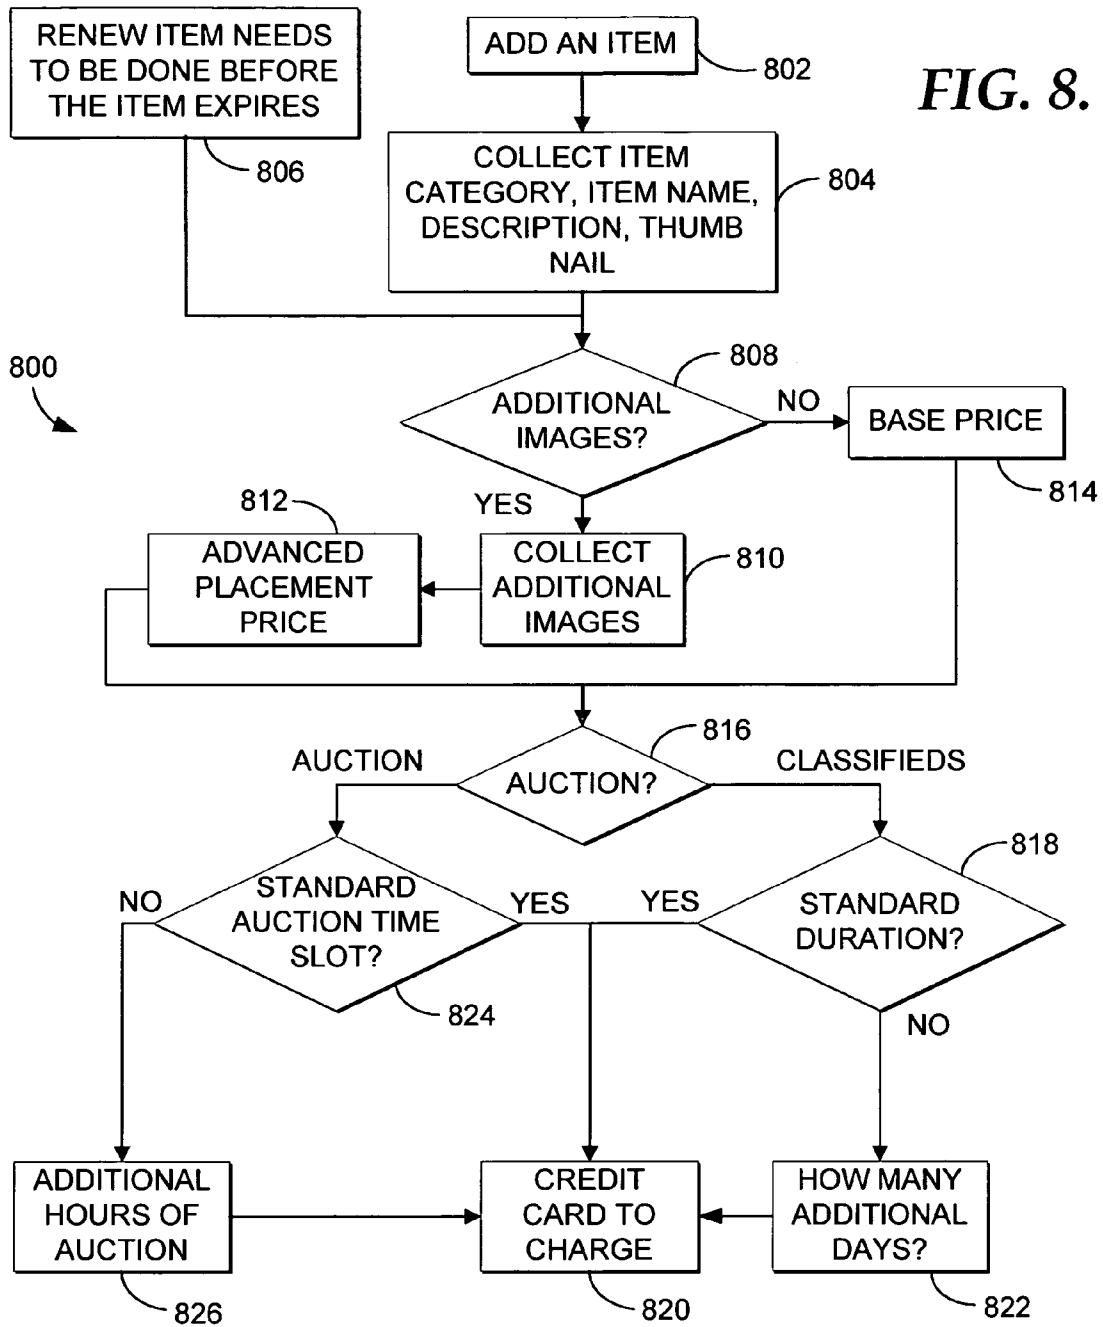 RENEW ITEM NEEDS
TO BE DONE BEFORE
THE ITEM EXPIRES
806
ADD AN ITEM
802
FIG. 8.
COLLECT ITEM
CATEGORY, ITEM NAME,
DESCRIPTION, THUMB
NAIL
804
800
ADDITIONAL
IMAGES?
808
NO
BASE PRICE
814
YES
812
ADVANCED
PLACEMENT
PRICE
COLLECT
ADDITIONAL
IMAGES
810
AUCTION
AUCTION?
816
CLASSIFIEDS
NO
STANDARD
AUCTION TIME
SLOT?
824
YES
YES
STANDARD
DURATION?
818
NO
ADDITIONAL
HOURS OF
AUCTION
826
CREDIT
CARD TO
CHARGE
820
HOW MANY
ADDITIONAL
DAYS?
822